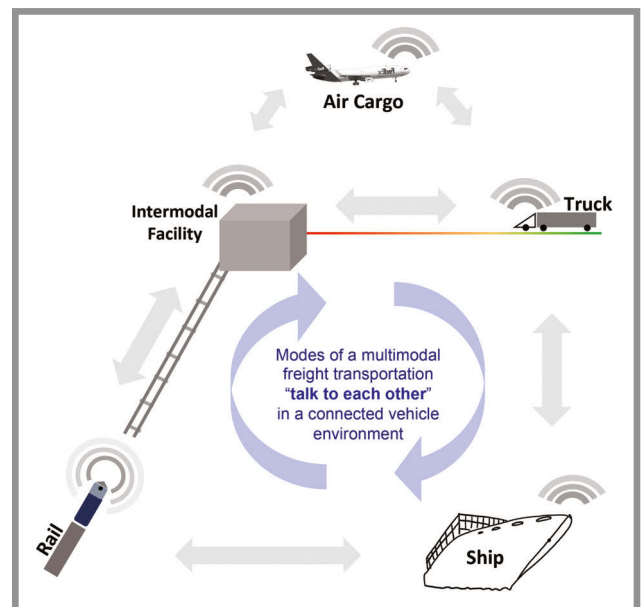 Air Cargo
Intermodal
Facility
Truck
Modes of a multimodal
freight transportation
“talk to each other”
in a connected vehicle
environment
Rail
Ship